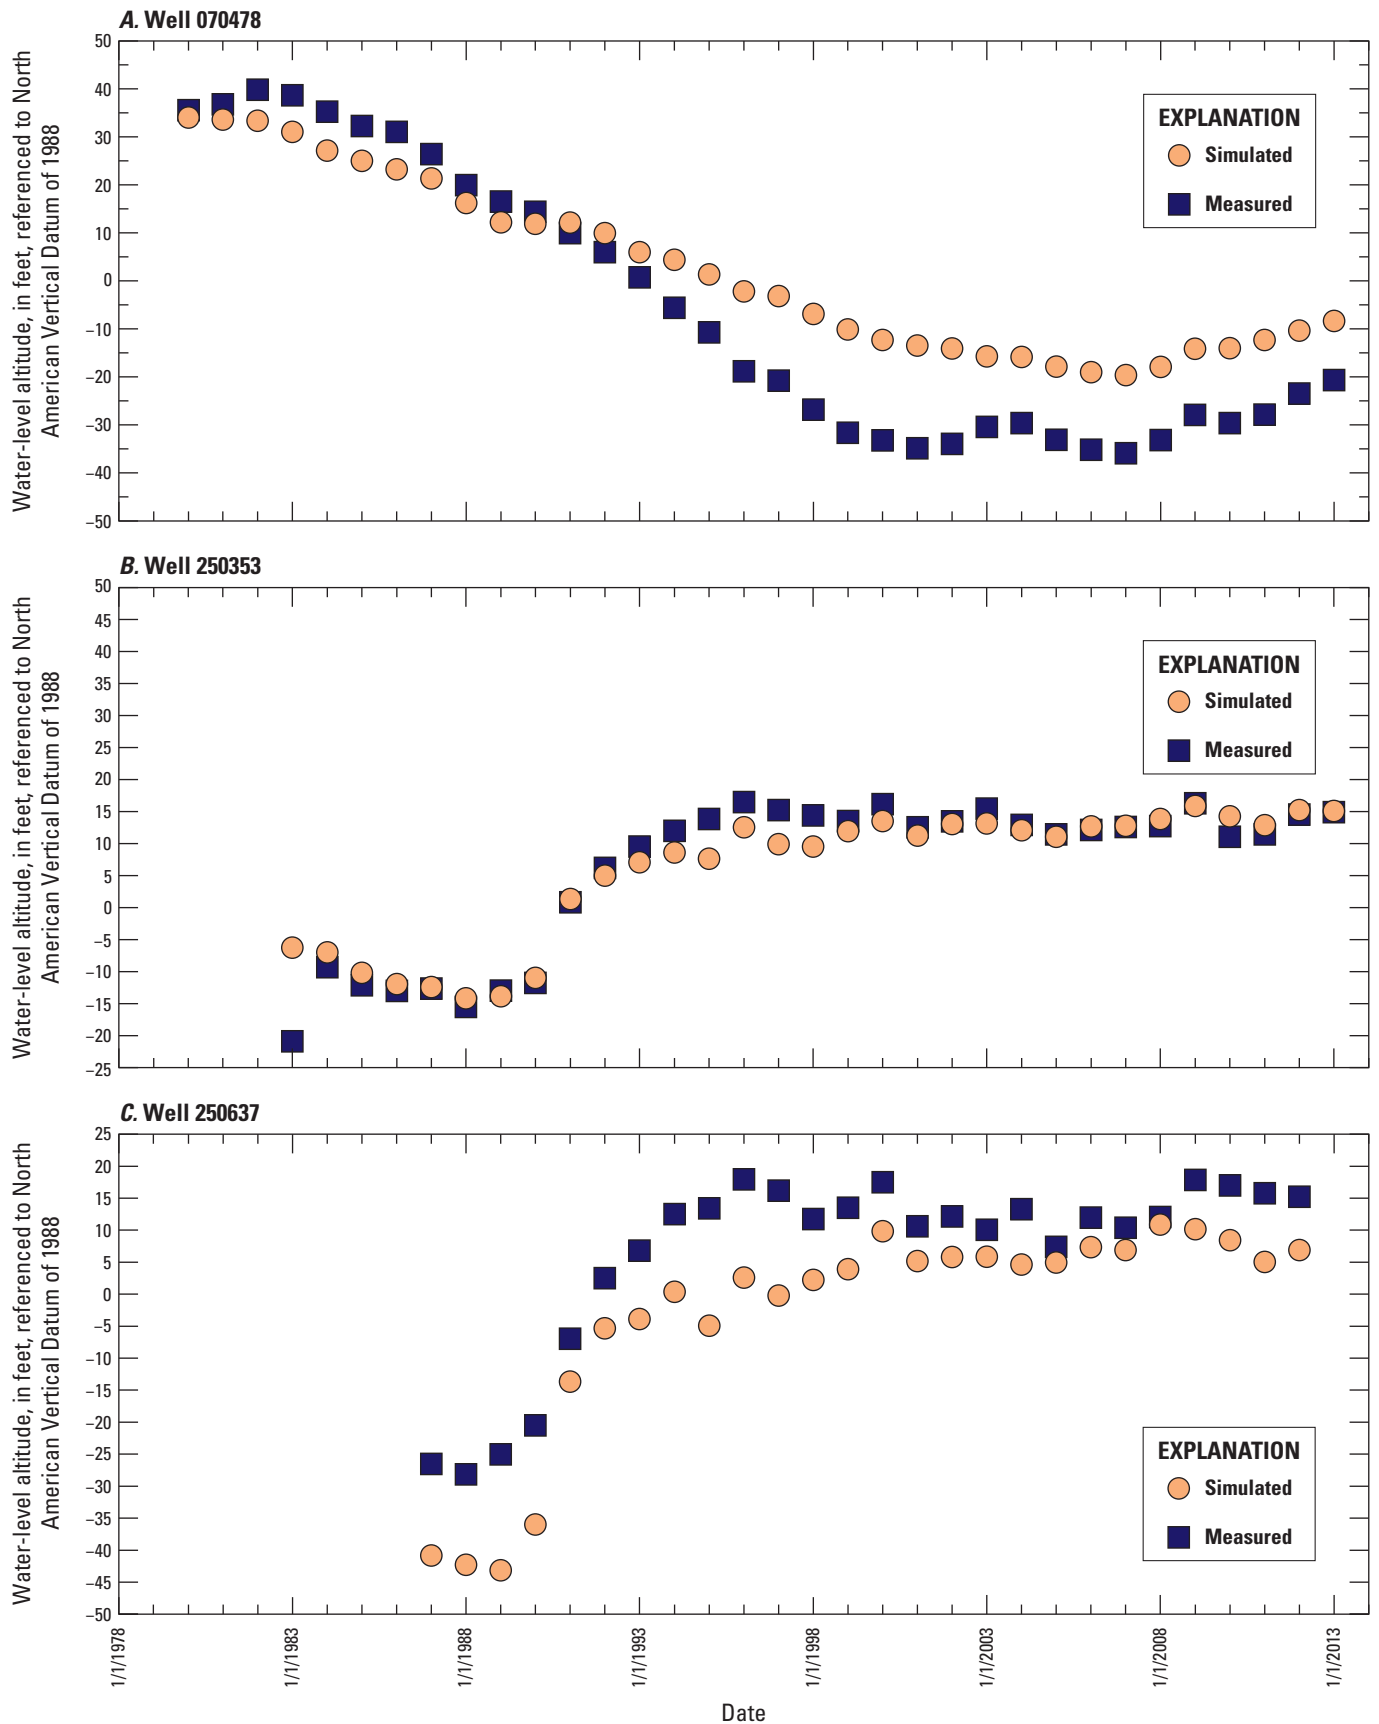 A. Well 070478
Water-level altitude, in feet, referenced to North
American Vertical Datum of 1988
50
40
30
20
10
0
–10
–20
–30
–40
–50
EXPLANATION
Simulated
Measured
B. Well 250353
Water-level altitude, in feet, referenced to North
American Vertical Datum of 1988
50
45
40
35
30
25
20
15
10
5
0
–5
–10
–15
–20
–25
EXPLANATION
Simulated
Measured
C. Well 250637
Water-level altitude, in feet, referenced to North
American Vertical Datum of 1988
25
20
15
10
5
0
–5
–10
–15
–20
–25
–30
–35
–40
–45
–50
EXPLANATION
Simulated
Measured
1/1/1978
1/1/1983
1/1/1988
1/1/1993
1/1/1998
1/1/2003
1/1/2008
1/1/2013
Date